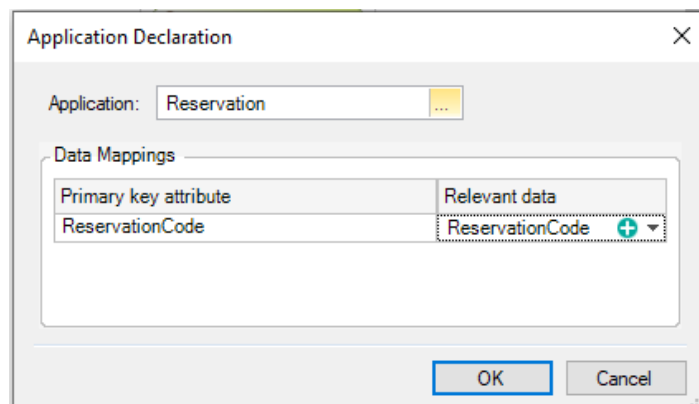 Application Declaration
Application: Reservation ...
Data Mappings
Primary key attribute Relevant data
ReservationCode ReservationCode
OK Cancel